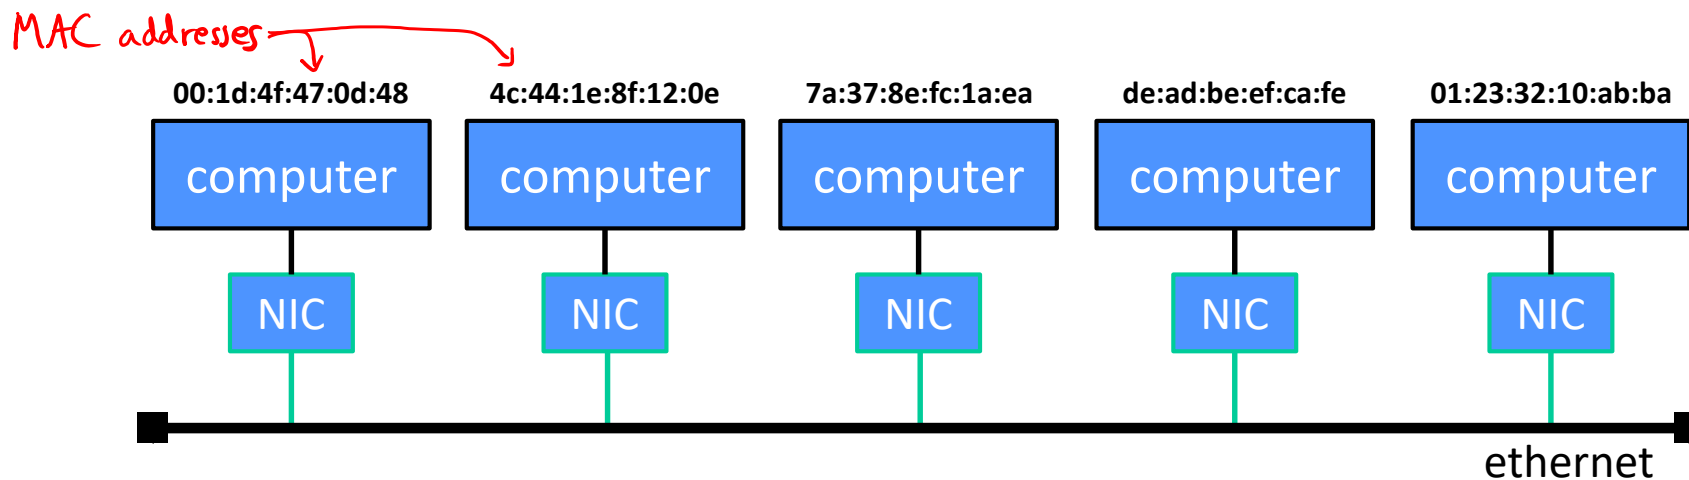 MAC addresses
00:1d:4f:47:0d:48 4c:44:1e:8f:12:0e 7a:37:8e:fc:1a:ea de:ad:be:ef:ca:fe 01:23:32:10:ab:ba
computer computer computer computer computer
NIC NIC NIC NIC NIC
ethernet